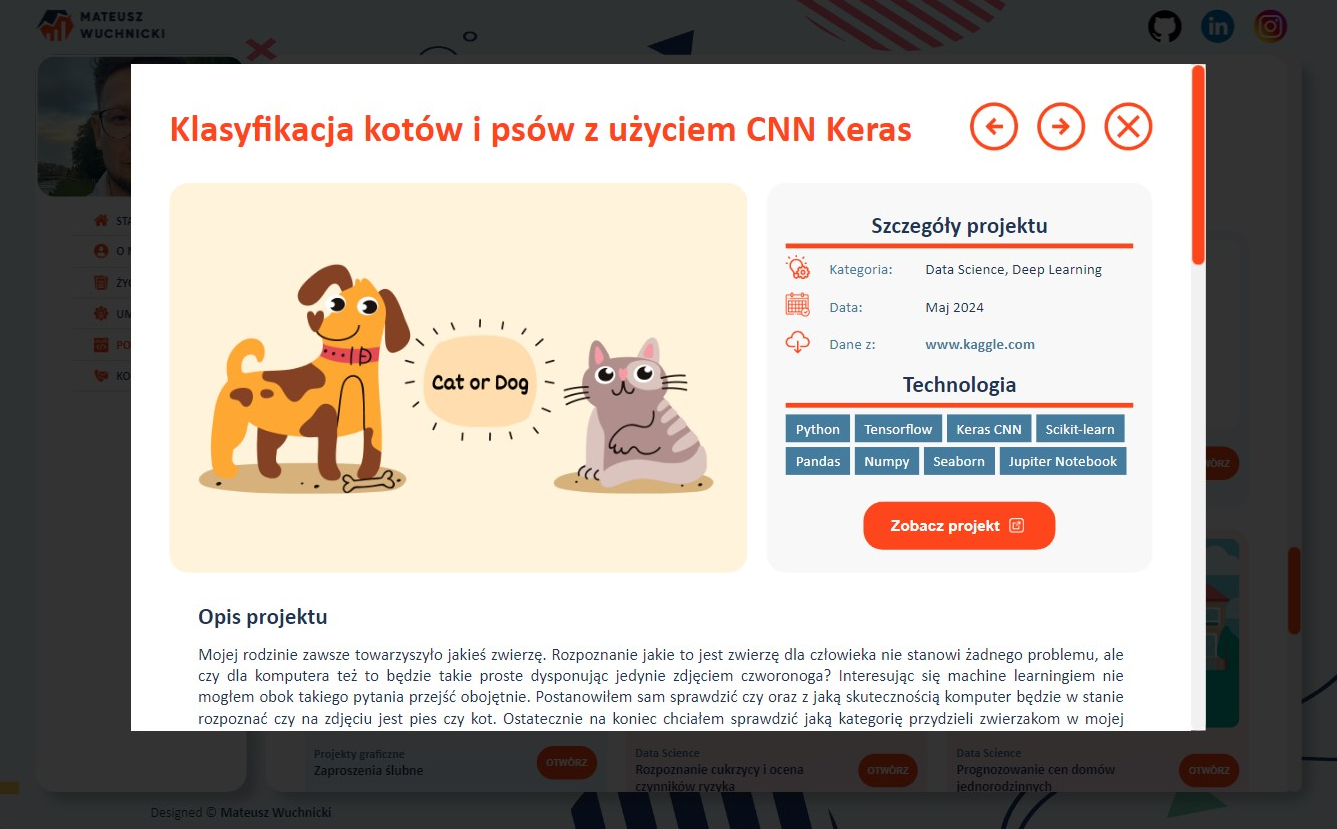 MATEUSZ
WUCHNICKI
Klasyfikacja kotów i psów z użyciem CNN Keras
Cat or Dog
Szczegóły projektu
Kategoria: Data Science, Deep Learning
Data: Maj 2024
Dane z: www.kaggle.com
Technologia
Python Tensorflow Keras CNN Scikit-learn
Pandas Numpy Seaborn Jupiter Notebook
Zobacz projekt
Opis projektu
Mojej rodzinie zawsze towarzyszyło jakieś zwierzę. Rozpoznanie jakie to jest zwierzę dla człowieka nie stanowi żadnego problemu, ale
czy dla komputera też to będzie takie proste dysponując jedynie zdjęciem czworonoga? Interesując się machine learningiem nie
mogłem obok takiego pytania przejść obojętnie. Postanowiłem sam sprawdzić czy oraz z jaką skutecznością komputer będzie w stanie
rozpoznać czy na zdjęciu jest pies czy kot. Ostatecznie na koniec chciałem sprawdzić jaką kategorię przydzieli zwierzakom w mojej
Projekty graficzne
Zaproszenia ślubne
OTWÓRZ
Data Science
Rozpoznanie cukrzycy i ocena
czynników ryzyka
OTWÓRZ
Data Science
Prognozowanie cen domów
jednorodzinnych
OTWÓRZ
Designed © Mateusz Wuchnicki